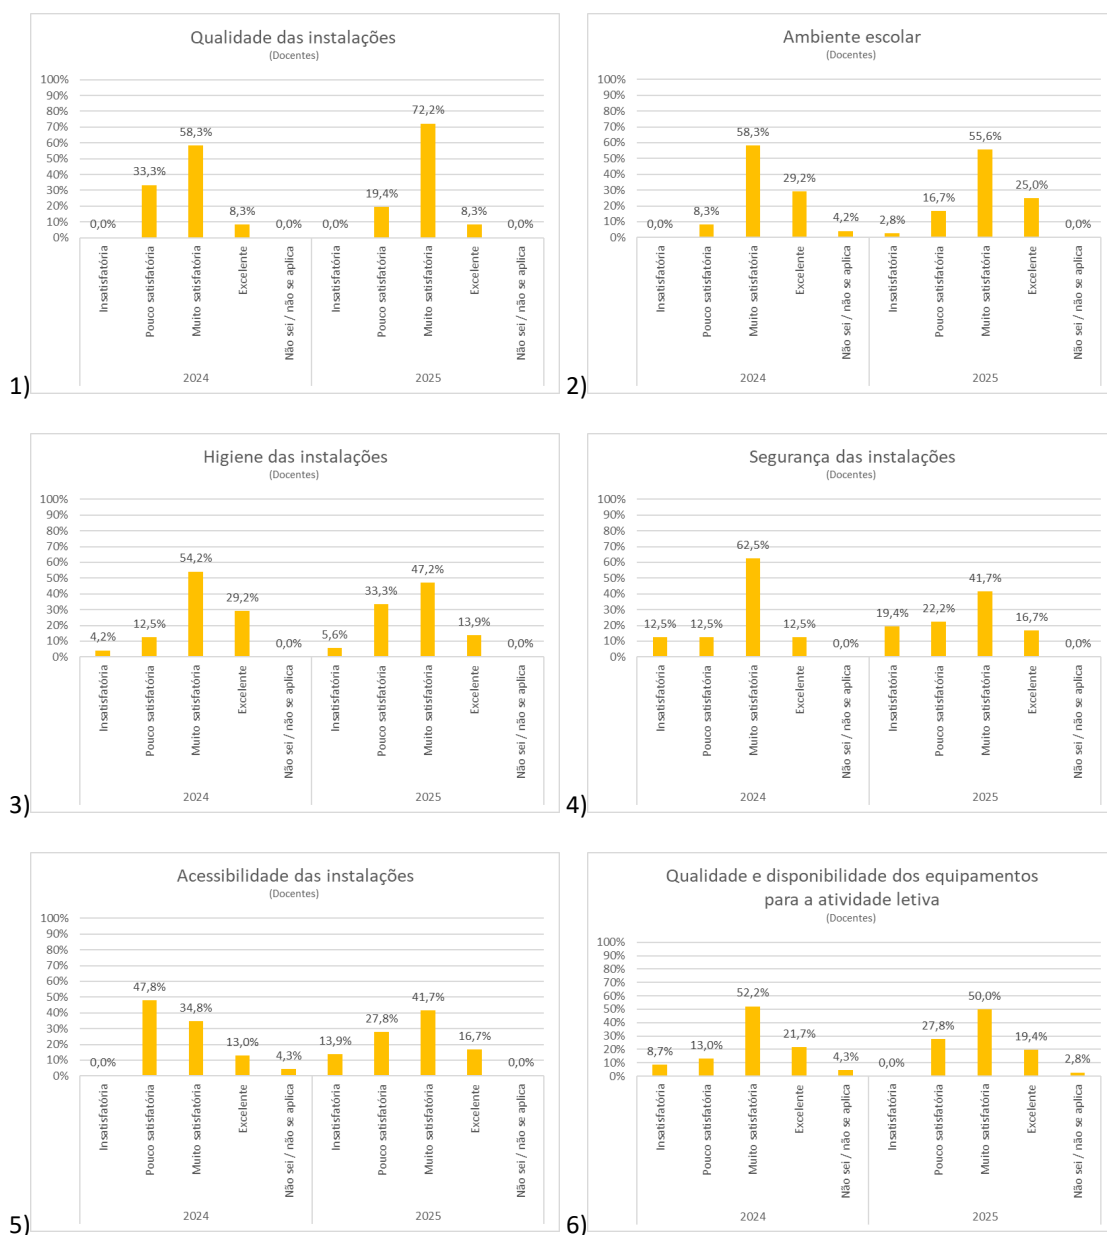 Qualidade das instalações
(Docentes)
100%
90%
80%
70%
60%
50%
40%
30%
20%
10%
0%
0,0%
33,3%
58,3%
8,3%
0,0%
0,0%
19,4%
72,2%
8,3%
0,0%
Insatisfatória
Pouco satisfatória
Muito satisfatória
Excelente
Não sei / não se aplica
Insatisfatória
Pouco satisfatória
Muito satisfatória
Excelente
Não sei / não se aplica
2024
2025
1)
Ambiente escolar
(Docentes)
100%
90%
80%
70%
60%
50%
40%
30%
20%
10%
0%
0,0%
8,3%
58,3%
29,2%
4,2%
2,8%
16,7%
55,6%
25,0%
0,0%
Insatisfatória
Pouco satisfatória
Muito satisfatória
Excelente
Não sei / não se aplica
Insatisfatória
Pouco satisfatória
Muito satisfatória
Excelente
Não sei / não se aplica
2024
2025
2)
Higiene das instalações
(Docentes)
100%
90%
80%
70%
60%
50%
40%
30%
20%
10%
0%
4,2%
12,5%
54,2%
29,2%
0,0%
5,6%
33,3%
47,2%
13,9%
0,0%
Insatisfatória
Pouco satisfatória
Muito satisfatória
Excelente
Não sei / não se aplica
Insatisfatória
Pouco satisfatória
Muito satisfatória
Excelente
Não sei / não se aplica
2024
2025
3)
Segurança das instalações
(Docentes)
100%
90%
80%
70%
60%
50%
40%
30%
20%
10%
0%
12,5%
12,5%
62,5%
12,5%
0,0%
19,4%
22,2%
41,7%
16,7%
0,0%
Insatisfatória
Pouco satisfatória
Muito satisfatória
Excelente
Não sei / não se aplica
Insatisfatória
Pouco satisfatória
Muito satisfatória
Excelente
Não sei / não se aplica
2024
2025
4)
Acessibilidade das instalações
(Docentes)
100%
90%
80%
70%
60%
50%
40%
30%
20%
10%
0%
0,0%
47,8%
34,8%
13,0%
4,3%
13,9%
27,8%
41,7%
16,7%
0,0%
Insatisfatória
Pouco satisfatória
Muito satisfatória
Excelente
Não sei / não se aplica
Insatisfatória
Pouco satisfatória
Muito satisfatória
Excelente
Não sei / não se aplica
2024
2025
5)
Qualidade e disponibilidade dos equipamentos
para a atividade letiva
(Docentes)
100%
90%
80%
70%
60%
50%
40%
30%
20%
10%
0%
8,7%
13,0%
52,2%
21,7%
4,3%
0,0%
27,8%
50,0%
19,4%
2,8%
Insatisfatória
Pouco satisfatória
Muito satisfatória
Excelente
Não sei / não se aplica
Insatisfatória
Pouco satisfatória
Muito satisfatória
Excelente
Não sei / não se aplica
2024
2025
6)